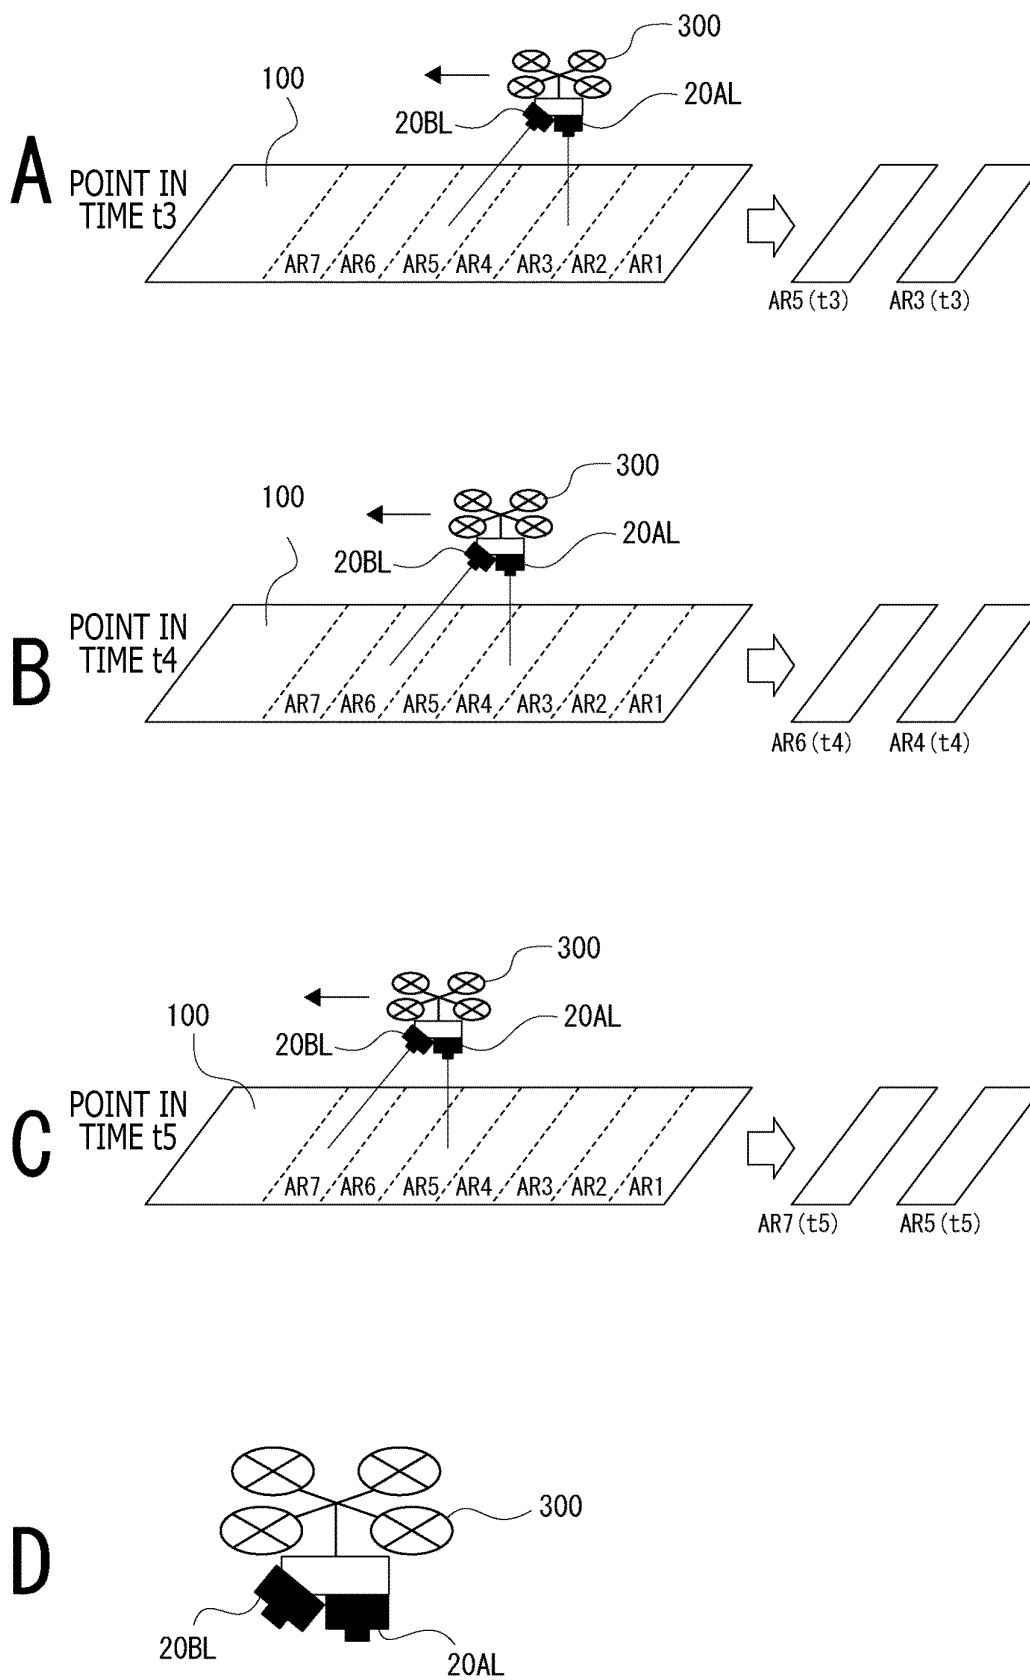 A
300
100
20BL
20AL
POINT IN
TIME t3
AR7 AR6 AR5 AR4 AR3 AR2 AR1
AR5(t3) AR3(t3)
B
300
100
20BL
20AL
POINT IN
TIME t4
AR7 AR6 AR5 AR4 AR3 AR2 AR1
AR6(t4) AR4(t4)
C
300
100
20BL
20AL
POINT IN
TIME t5
AR7 AR6 AR5 AR4 AR3 AR2 AR1
AR7(t5) AR5(t5)
D
300
20BL
20AL